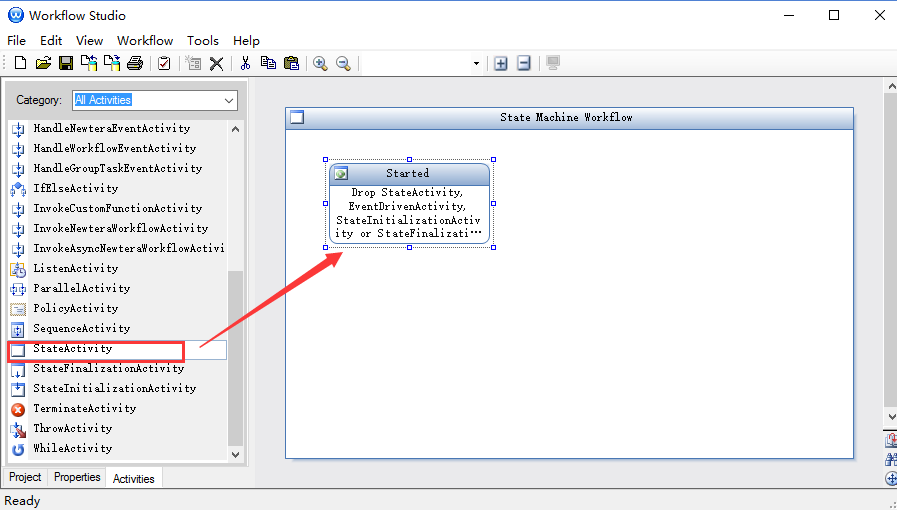 Workflow Studio
File Edit View Workflow Tools Help
Category: All Activities
HandleNewteraEventActivity
HandleWorkflowEventActivity
HandleGroupTaskEventActivity
IfElseActivity
InvokeCustomFunctionActivity
InvokeNewteraWorkflowActivity
InvokeAsyncNewteraWorkflowActivi
ListenActivity
ParallelActivity
PolicyActivity
SequenceActivity
StateActivity
StateFinalizationActivity
StateInitializationActivity
TerminateActivity
ThrowActivity
WhileActivity
Project Properties Activities
State Machine Workflow
Started
Drop StateActivity,
EventDrivenActivity,
StateInitializationActiv
ity or StateFinalizati…
Ready